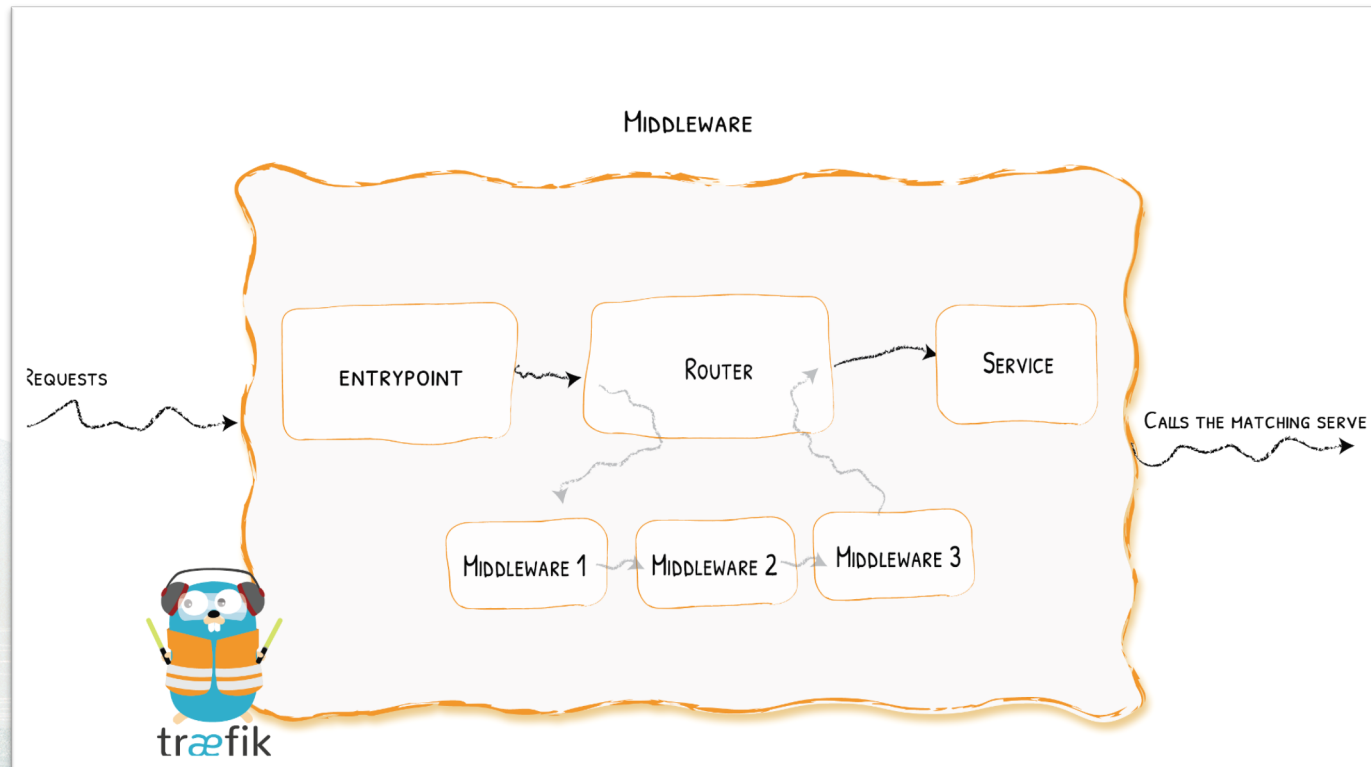 MIDDLEWARE
REQUESTS
ENTRYPOINT
ROUTER
SERVICE
CALLS THE MATCHING SERVE
MIDDLEWARE 1
MIDDLEWARE 2
MIDDLEWARE 3
træfik